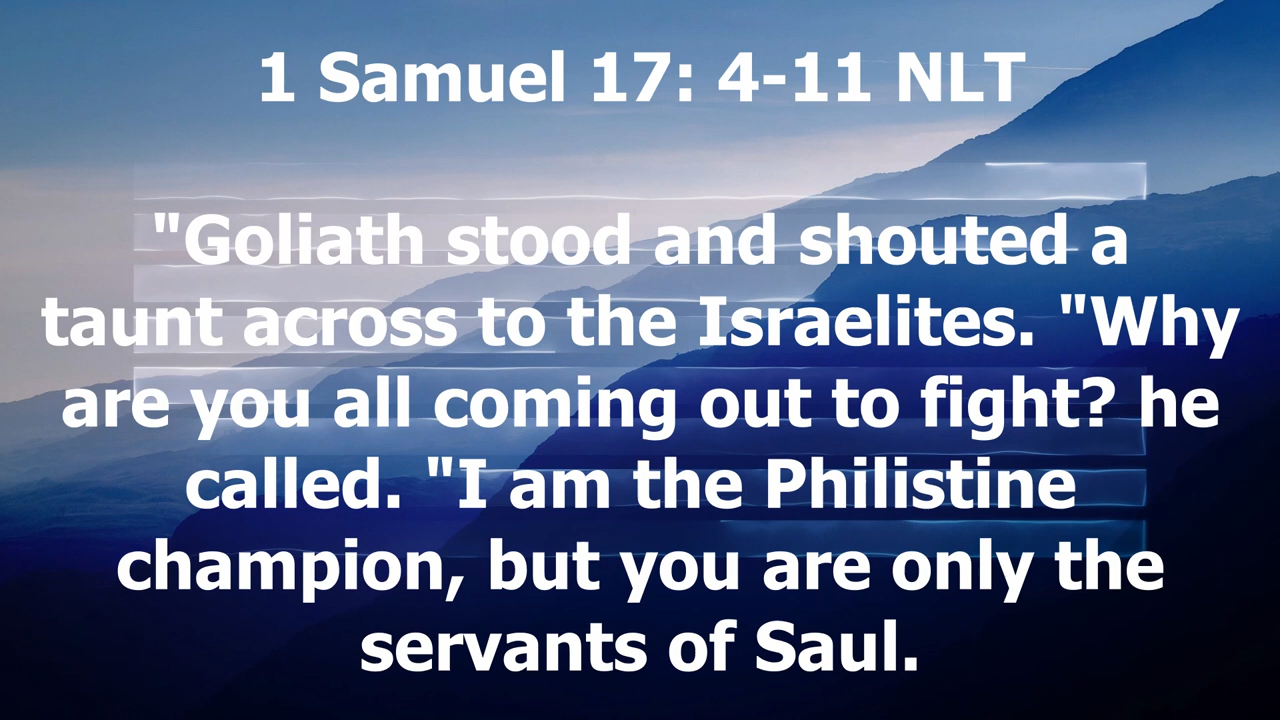 1 Samuel 17: 4-11 NLT
"Goliath stood and shouted a
taunt across to the Israelites. "Why
are you all coming out to fight? he
called. "I am the Philistine
champion, but you are only the
servants of Saul.